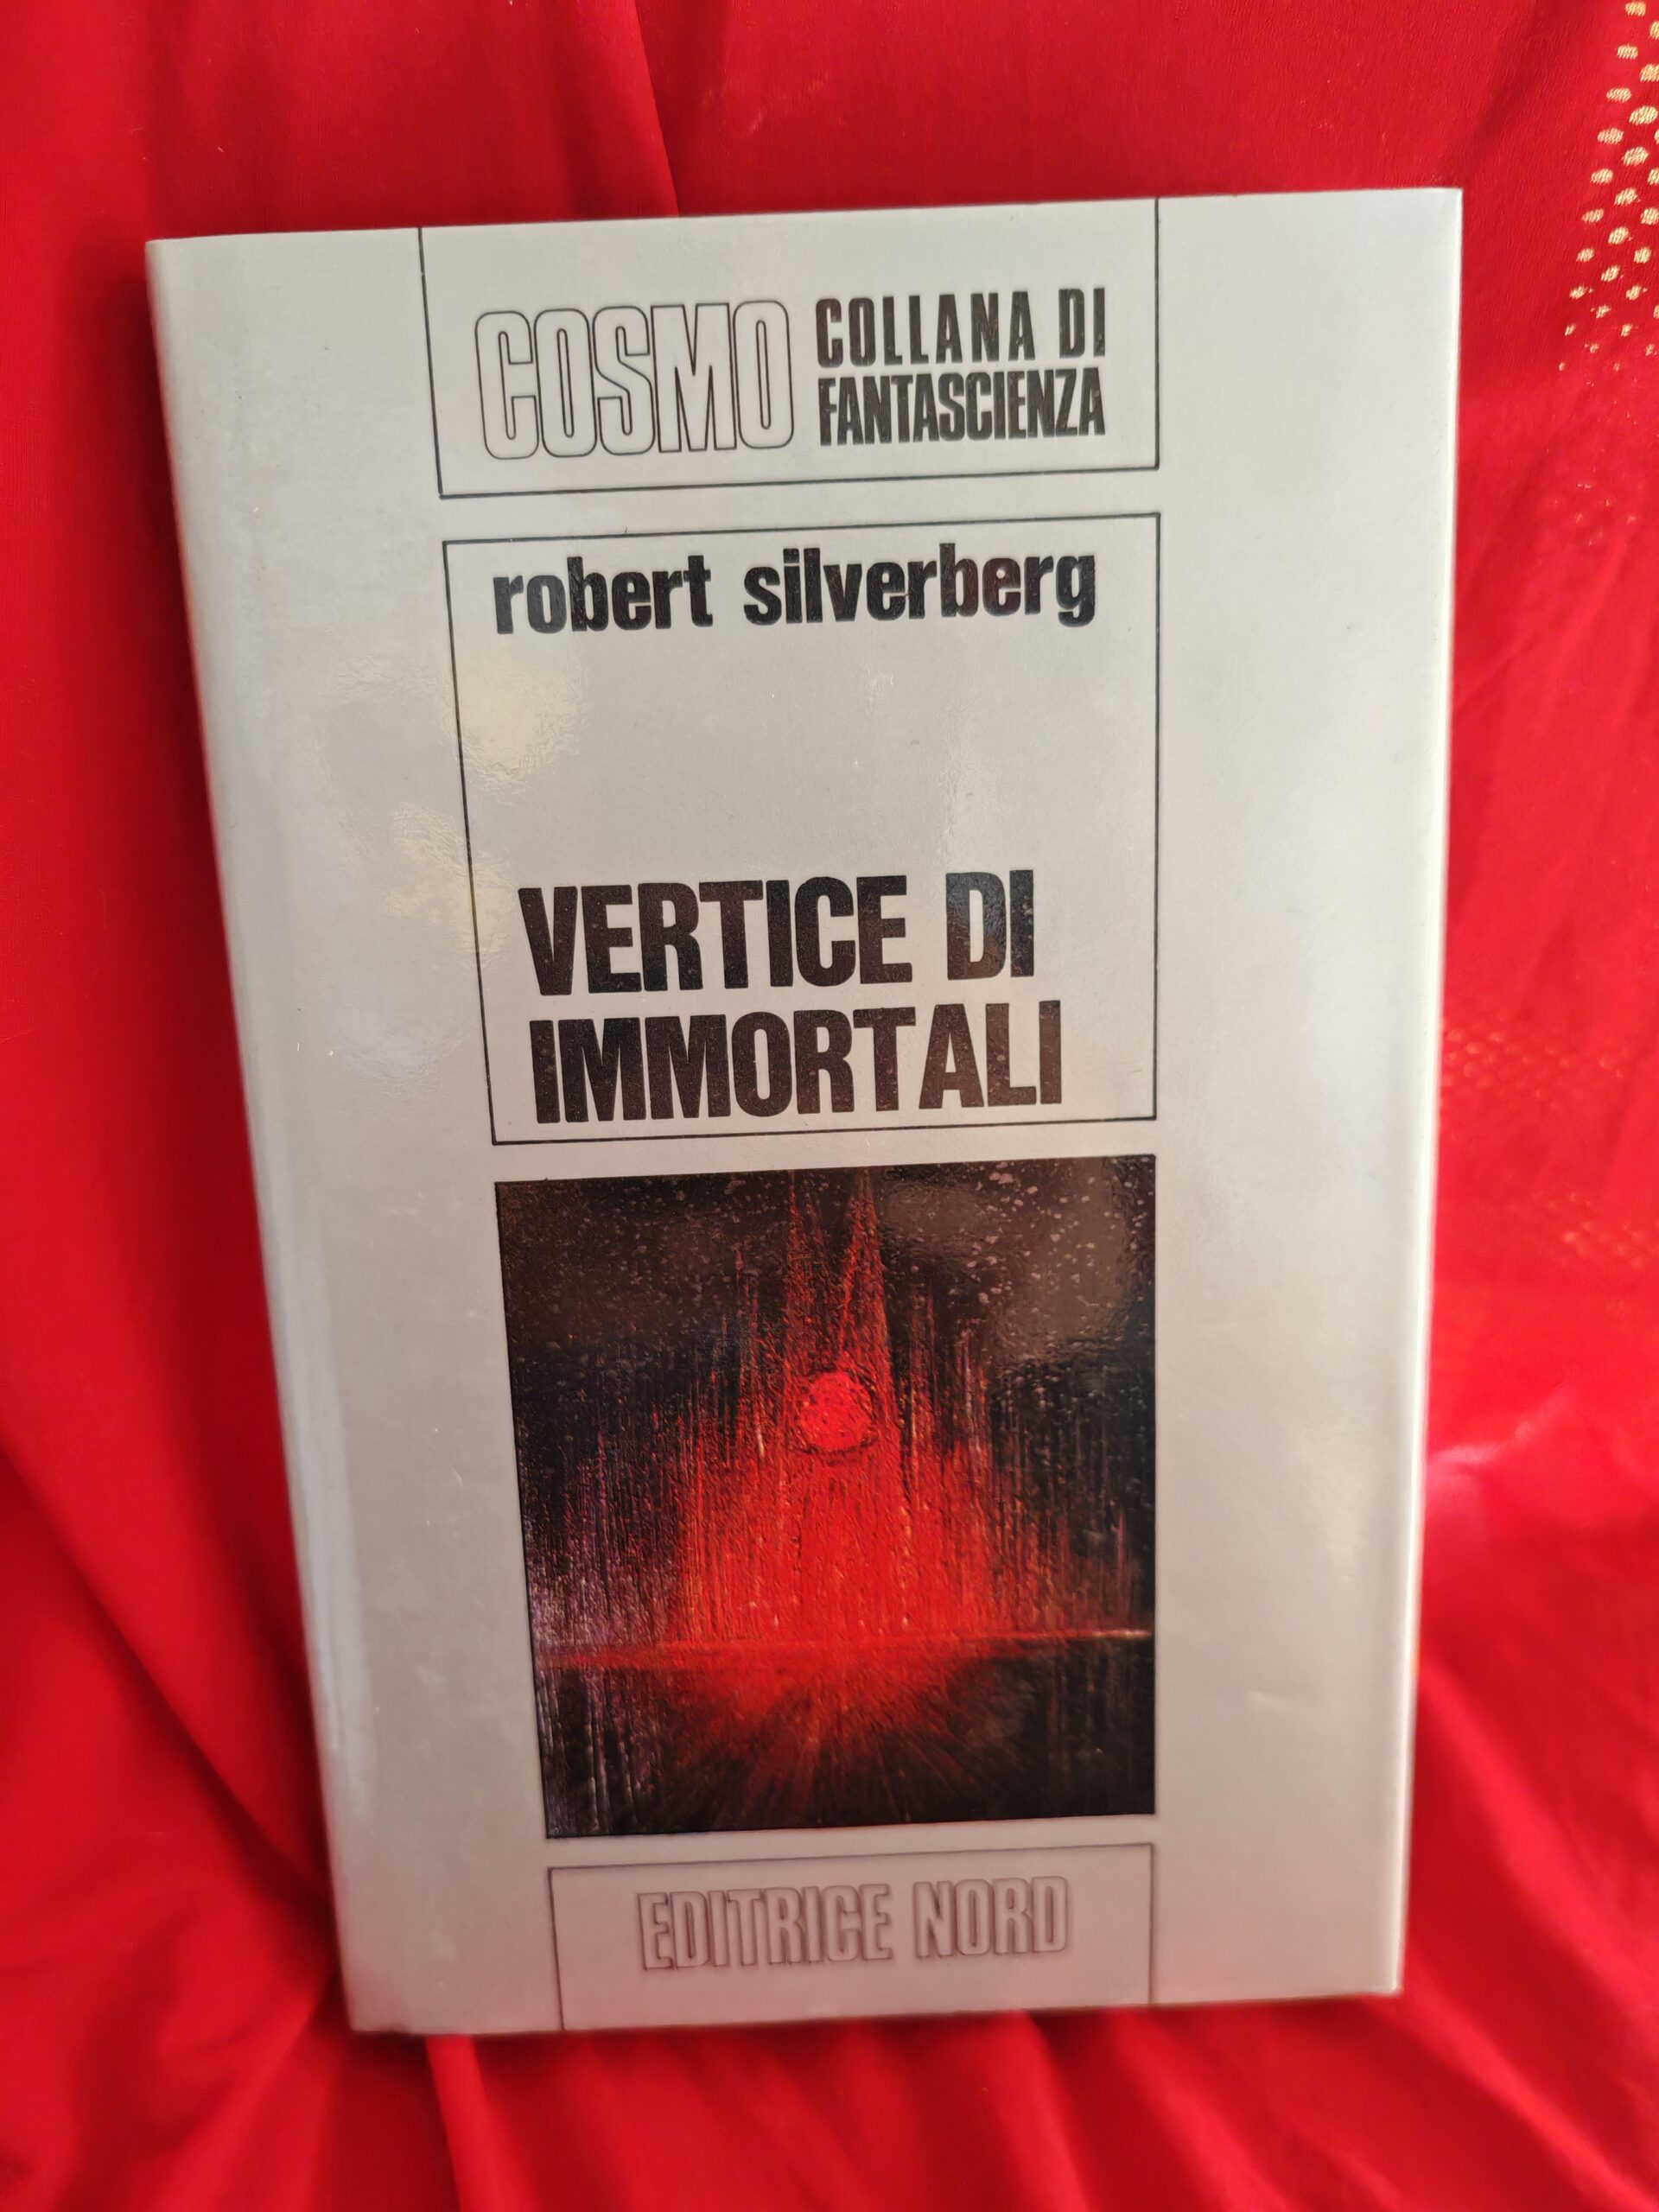 COSMO
COLLANA DI
FANTASCIENZA
robert silverberg
VERTICE DI
IMMORTALI
EDITRICE NORD